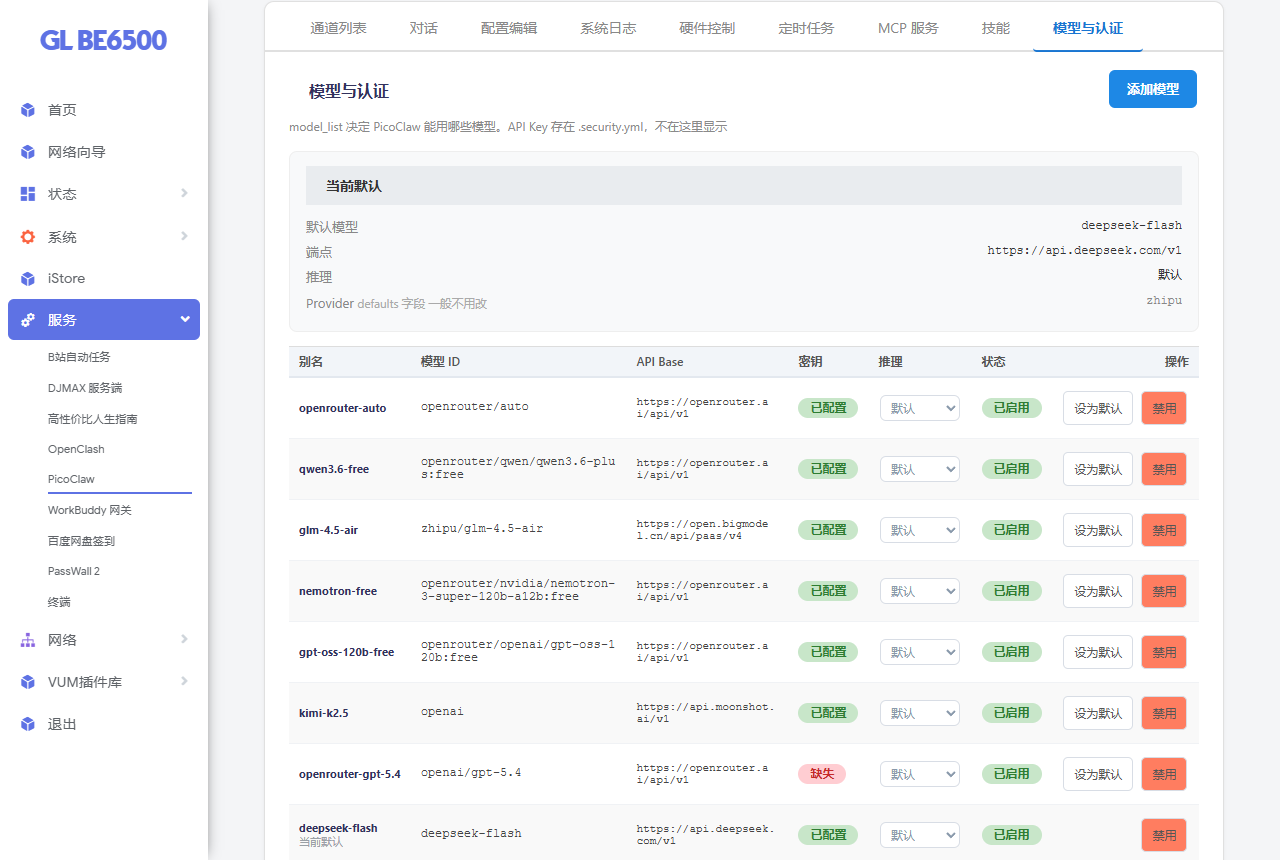 GL BE6500
首页
网络向导
状态
系统
iStore
服务
B站自动任务
DJMAX 服务端
高性价比人生指南
OpenClash
PicoClaw
WorkBuddy 网关
百度网盘签到
PassWall 2
终端
网络
VUM插件库
退出
通道列表 对话 配置编辑 系统日志 硬件控制 定时任务 MCP 服务 技能 模型与认证
模型与认证 添加模型
model_list 决定 PicoClaw 能用哪些模型。API Key 存在 .security.yml，不在这里显示
当前默认
默认模型 deepseek-flash
端点 https://api.deepseek.com/v1
推理 默认
Provider defaults 字段 一般不用改 zhipu
别名 模型 ID API Base 密钥 推理 状态 操作
openrouter-auto openrouter/auto https://openrouter.a
i/api/v1 已配置 默认 已启用 设为默认 禁用
qwen3.6-free openrouter/qwen/qwen3.6-plu
s:free https://openrouter.a
i/api/v1 已配置 默认 已启用 设为默认 禁用
glm-4.5-air zhipu/glm-4.5-air https://open.bigmode
l.cn/api/paas/v4 已配置 默认 已启用 设为默认 禁用
nemotron-free openrouter/nvidia/nemotron-
3-super-120b-a12b:free https://openrouter.a
i/api/v1 已配置 默认 已启用 设为默认 禁用
gpt-oss-120b-free openrouter/openai/gpt-oss-1
20b:free https://openrouter.a
i/api/v1 已配置 默认 已启用 设为默认 禁用
kimi-k2.5 openai https://api.moonshot.
ai/v1 已配置 默认 已启用 设为默认 禁用
openrouter-gpt-5.4 openai/gpt-5.4 https://openrouter.a
i/api/v1 缺失 默认 已启用 设为默认 禁用
deepseek-flash
当前默认 deepseek-flash https://api.deepseek.
com/v1 已配置 默认 已启用 禁用